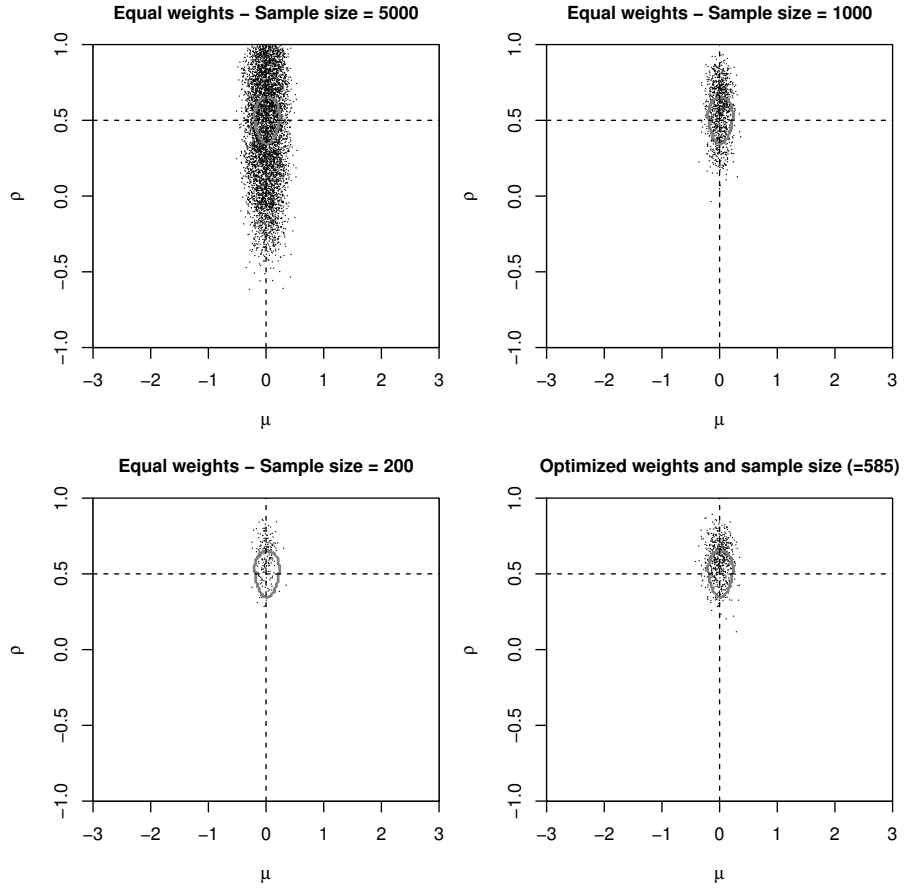 Equal weights − Sample size = 5000
1.0
0.5
0.0
−0.5
−1.0
ρ
−3 −2 −1 0 1 2 3
μ
Equal weights − Sample size = 1000
1.0
0.5
0.0
−0.5
−1.0
ρ
−3 −2 −1 0 1 2 3
μ
Equal weights − Sample size = 200
1.0
0.5
0.0
−0.5
−1.0
ρ
−3 −2 −1 0 1 2 3
μ
Optimized weights and sample size (=585)
1.0
0.5
0.0
−0.5
−1.0
ρ
−3 −2 −1 0 1 2 3
μ